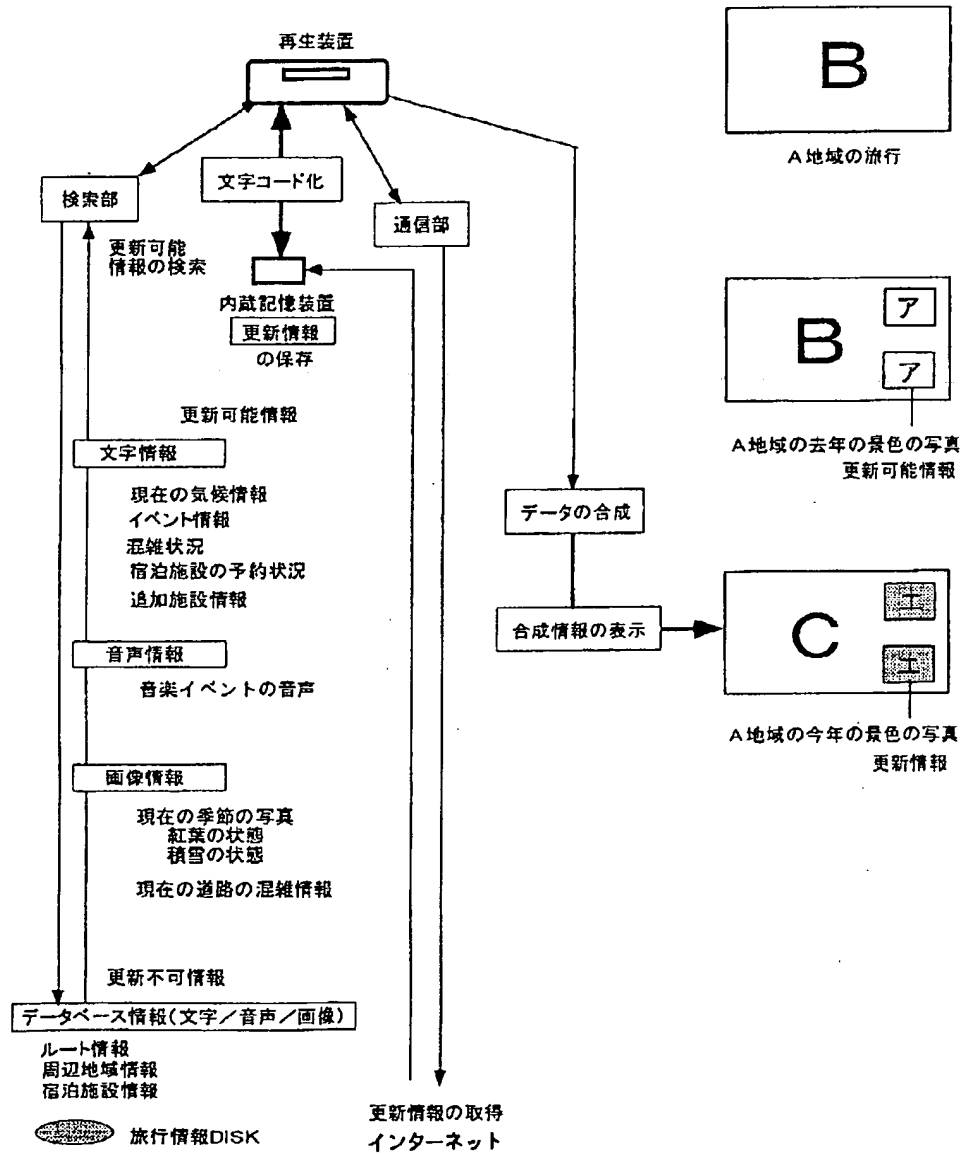 再生装置
検索部
文字コード化
通信部
更新可能
情報の検索
内蔵記憶装置
更新情報
の保存
更新可能情報
文字情報
現在の気候情報
イベント情報
混雑状況
宿泊施設の予約状況
追加施設情報
音声情報
音楽イベントの音声
画像情報
現在の季節の写真
紅葉の状態
積雪の状態
現在の道路の混雑情報
更新不可情報
データベース情報(文字/音声/画像)
ルート情報
周辺地域情報
宿泊施設情報
旅行情報DISK
更新情報の取得
インターネット
データの合成
合成情報の表示
B
A地域の旅行
B
ア
ア
A地域の去年の景色の写真
更新可能情報
C
エ
エ
A地域の今年の景色の写真
更新情報